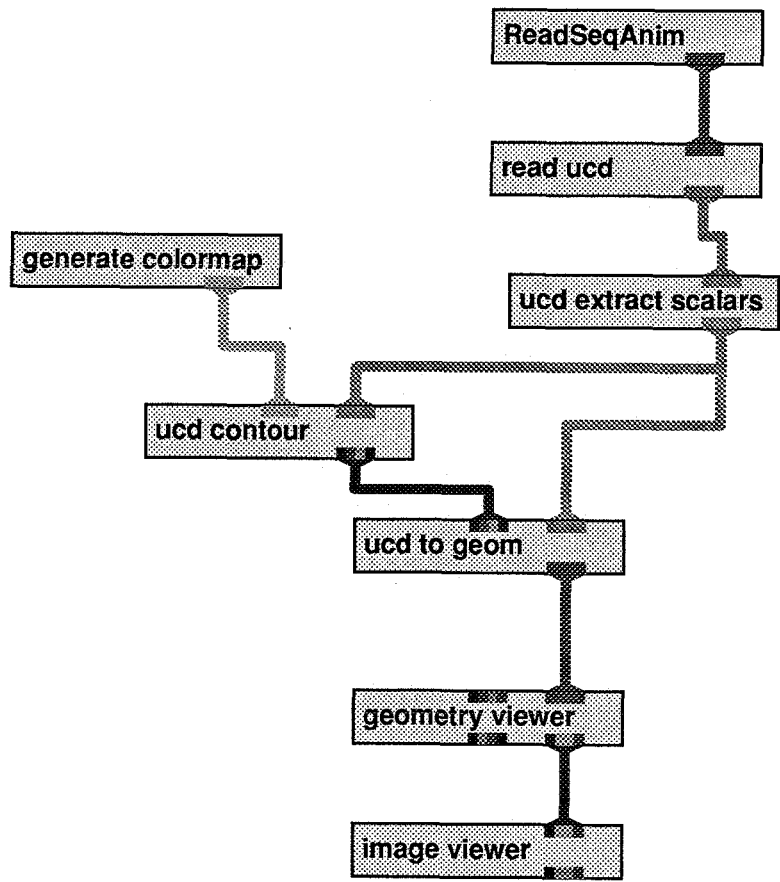 ReadSeqAnim
read ucd
generate colormap
ucd extract scalars
ucd contour
ucd to geom
geometry viewer
image viewer